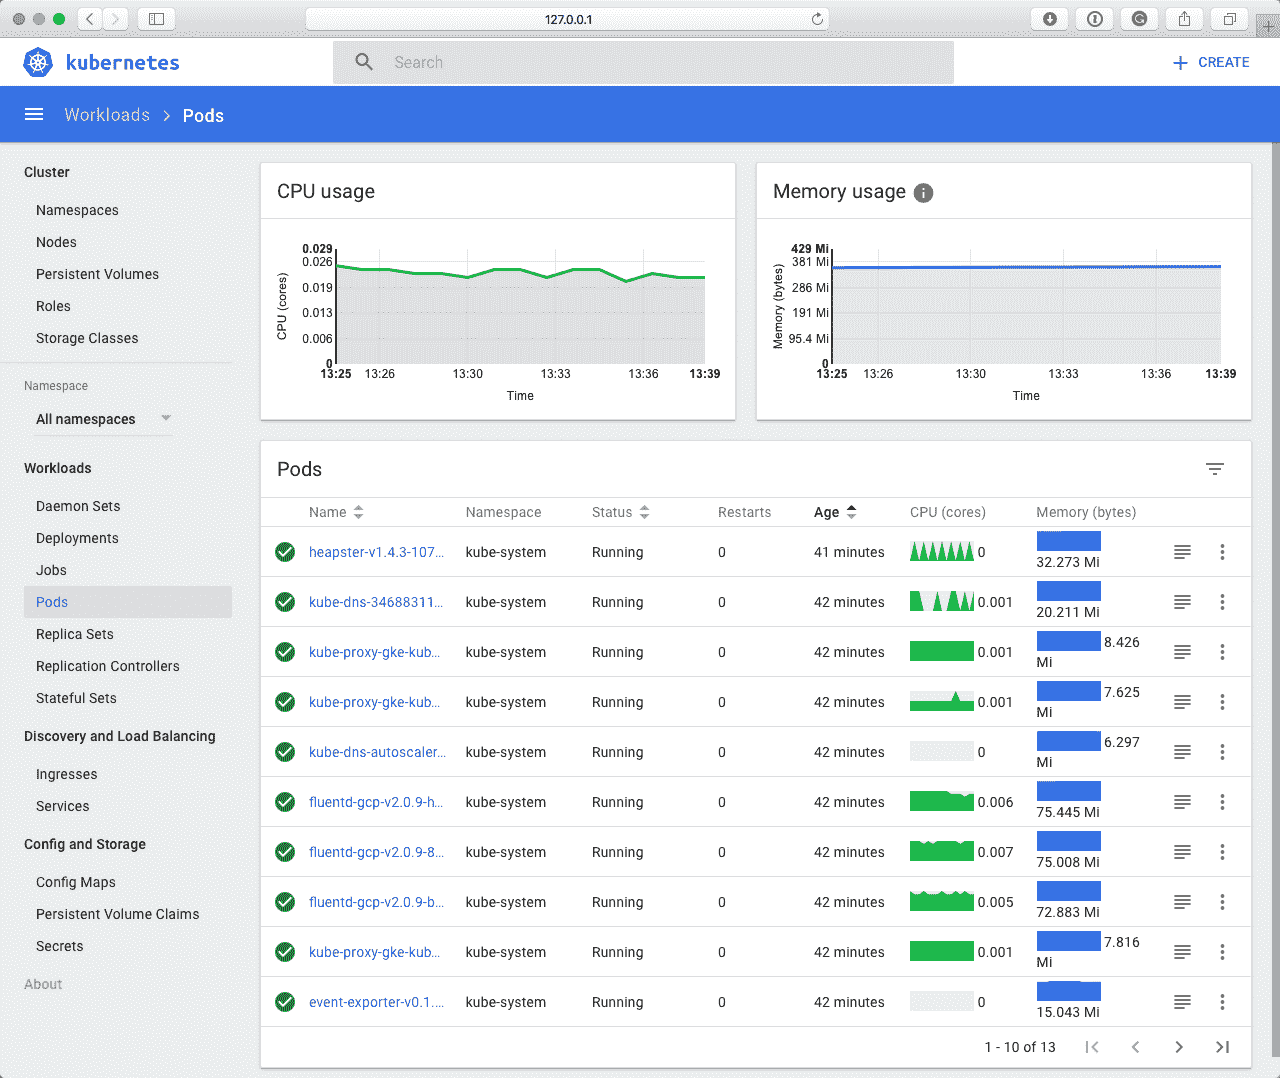 127.0.0.1
kubernetes
Search
+ CREATE
Workloads > Pods
Cluster
Namespaces
Nodes
Persistent Volumes
Roles
Storage Classes
Namespace
All namespaces
Workloads
Daemon Sets
Deployments
Jobs
Pods
Replica Sets
Replication Controllers
Stateful Sets
Discovery and Load Balancing
Ingresses
Services
Config and Storage
Config Maps
Persistent Volume Claims
Secrets
About
CPU usage
CPU (cores)
0.029
0.026
0.019
0.013
0.006
0
13:25 13:26 13:30 13:33 13:36 13:39
Time
Memory usage
Memory (bytes)
429 Mi
381 Mi
286 Mi
191 Mi
95.4 Mi
0
13:25 13:26 13:30 13:33 13:36 13:39
Time
Pods
Name Namespace Status Restarts Age CPU (cores) Memory (bytes)
heapster-v1.4.3-107... kube-system Running 0 41 minutes 0
32.273 Mi
kube-dns-34688311... kube-system Running 0 42 minutes 0.001
20.211 Mi
kube-proxy-gke-kub... kube-system Running 0 42 minutes 0.001 8.426
Mi
kube-proxy-gke-kub... kube-system Running 0 42 minutes 0.001 7.625
Mi
kube-dns-autoscaler... kube-system Running 0 42 minutes 0 6.297
Mi
fluentd-gcp-v2.0.9-h... kube-system Running 0 42 minutes 0.006
75.445 Mi
fluentd-gcp-v2.0.9-8... kube-system Running 0 42 minutes 0.007
75.008 Mi
fluentd-gcp-v2.0.9-b... kube-system Running 0 42 minutes 0.005
72.883 Mi
kube-proxy-gke-kub... kube-system Running 0 42 minutes 0.001 7.816
Mi
event-exporter-v0.1.... kube-system Running 0 42 minutes 0
15.043 Mi
1 - 10 of 13